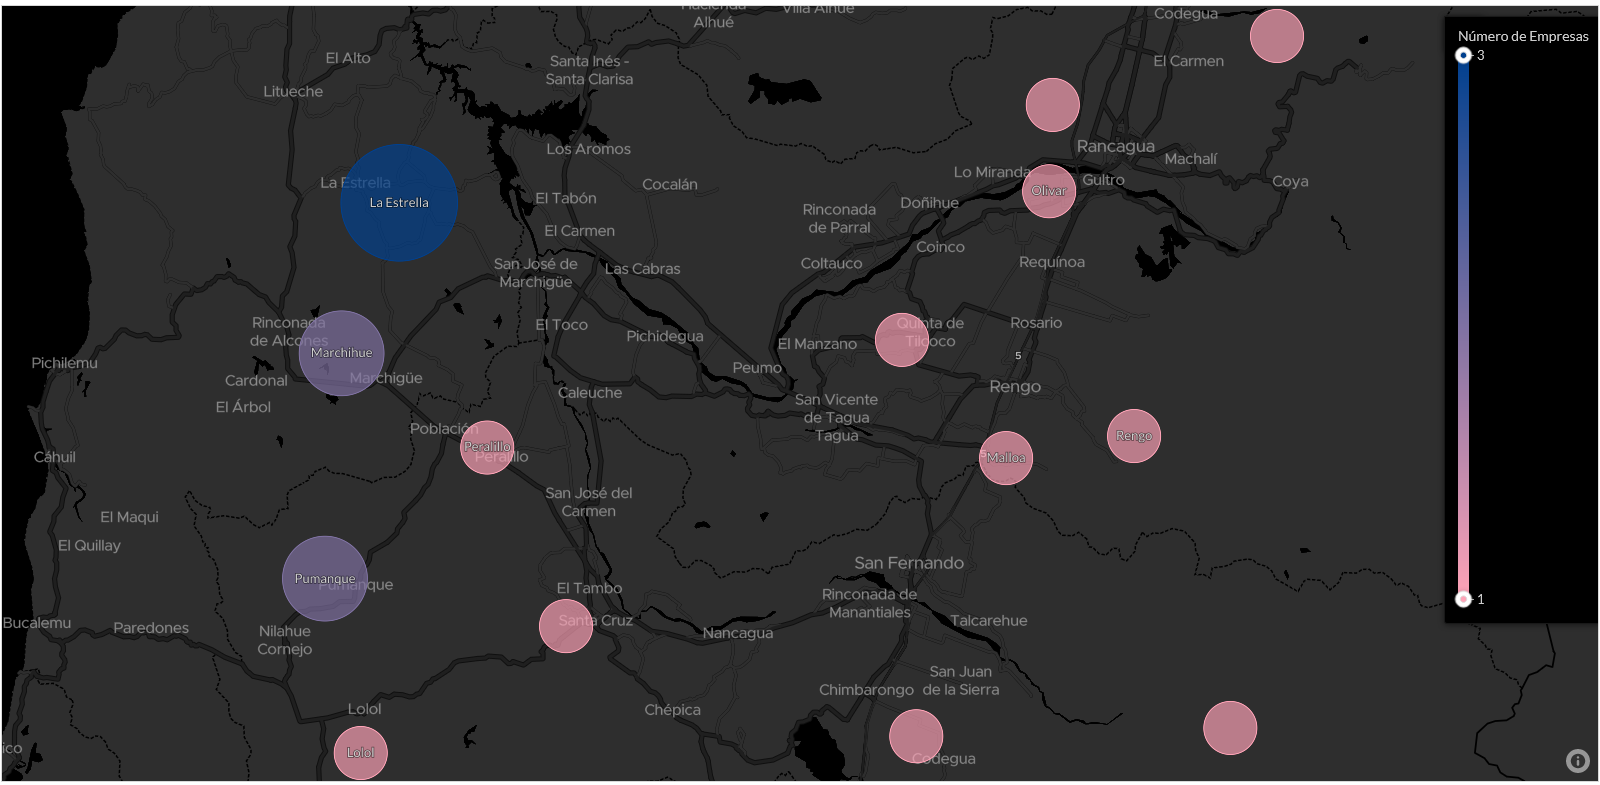 Hacienda
Alhué
Villa Alhué
Codegua
Número de Empresas
3
El Alto
Santa Inés -
Santa Clarisa
El Carmen
Litueche
Los Aromos
Rancagua
Machalí
La Estrella
La Estrella
Cocalán
El Tabón
Lo Miranda
Olivar
Gultro
Coya
Rinconada
de Parral
Doñihue
El Carmen
Coinco
San José de
Marchigüe
Las Cabras
Coltauco
Requínoa
Rinconada
de Alcones
Marchihue
El Toco
Pichidegua
El Manzano
Quinta de
Tilcoco
Rosario
5
Pichilemu
Cardonal
Marchigüe
Peumo
Rengo
El Árbol
Caleuche
San Vicente
de Tagua
Tagua
Población
Peralillo
Peralillo
Rengo
5
Malloa
Cáhuil
San José del
Carmen
El Maqui
El Quillay
San Fernando
Pumanque
Pumanque
El Tambo
Rinconada de
Manantiales
1
Bucalemu
Paredones
Nilahue
Cornejo
Santa Cruz
Nancagua
Talcarehue
San Juan
de la Sierra
Chimbarongo
Lolol
Chépica
Lolol
Codegua
ico